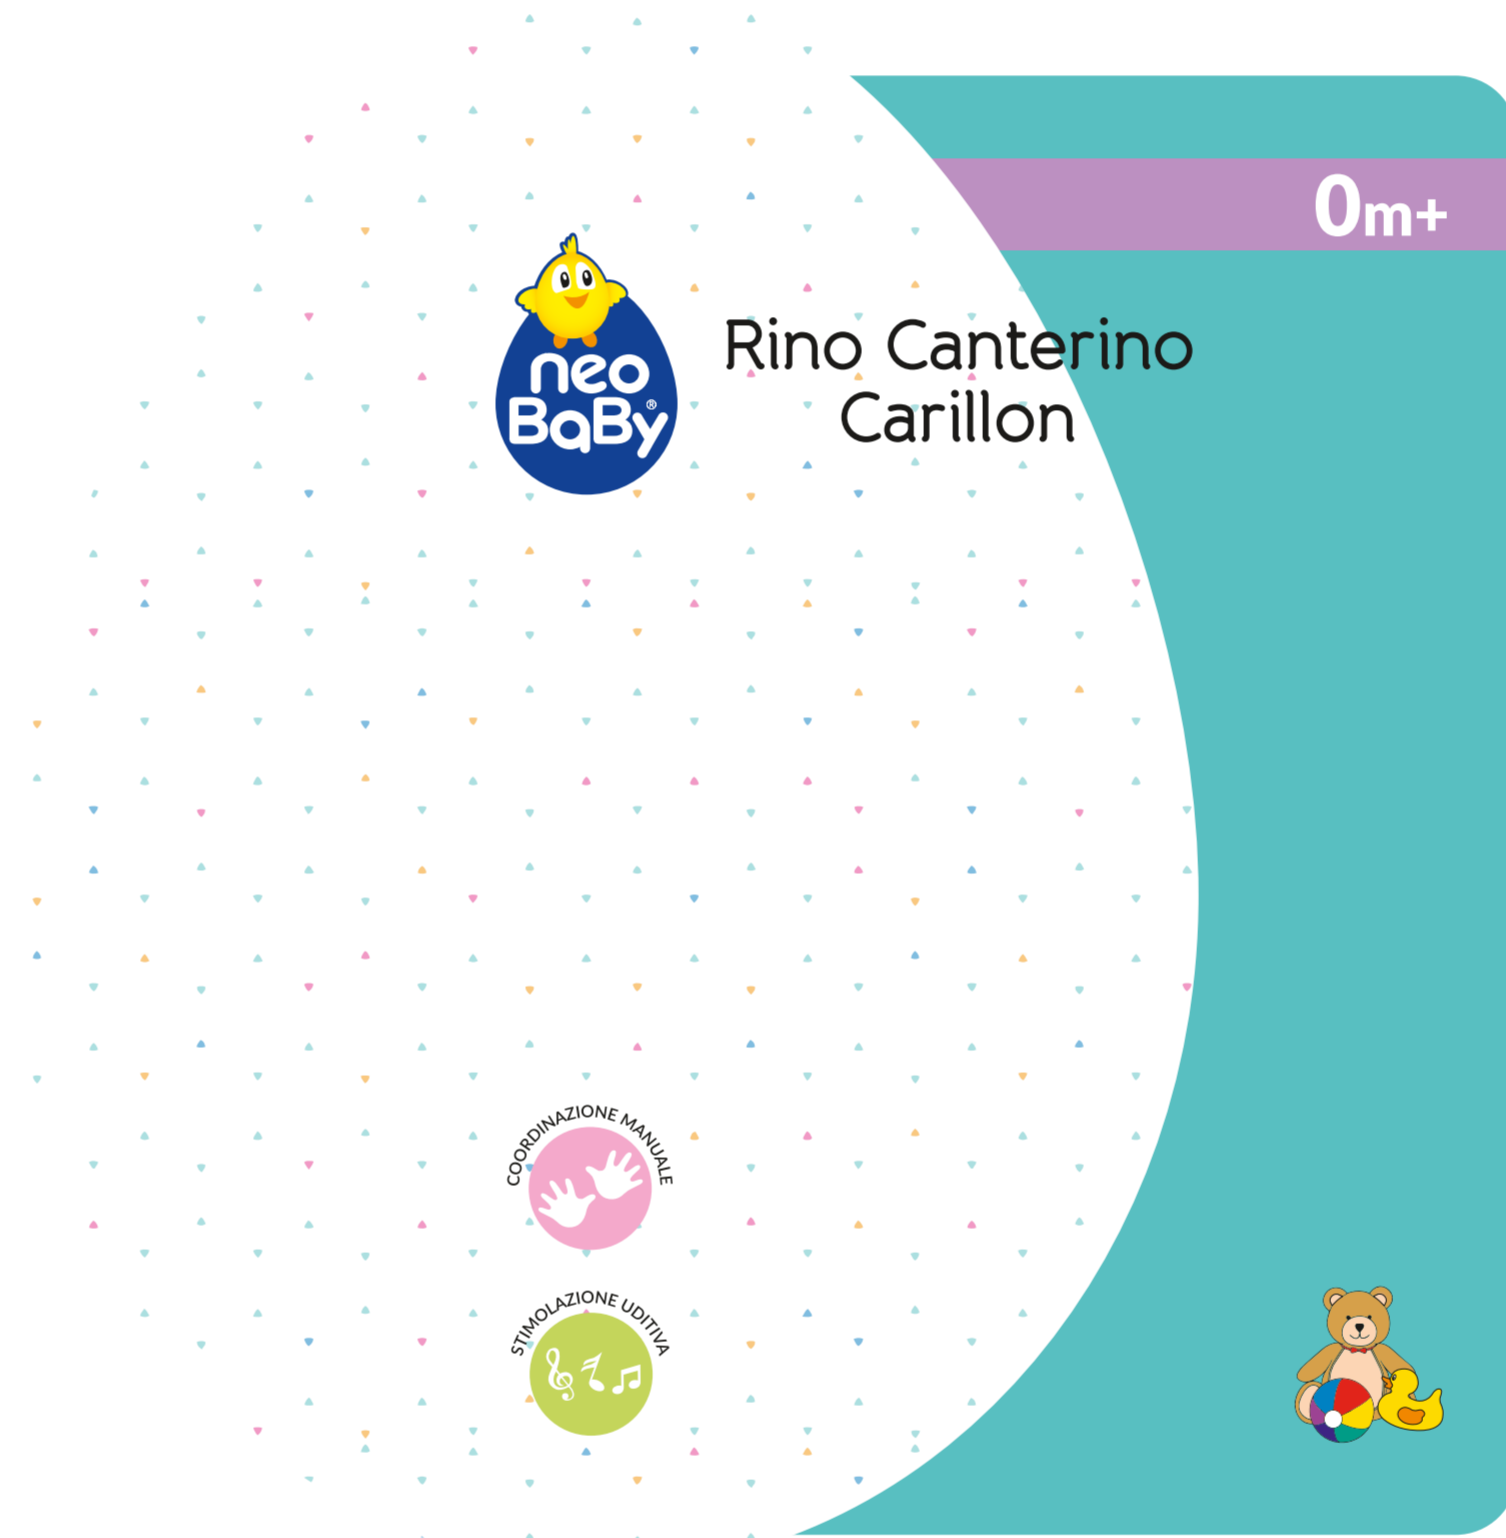 0m+
Rino Canterino
Carillon
neo
BaBy®
COORDINAZIONE MANUALE
STIMOLAZIONE UDITIVA